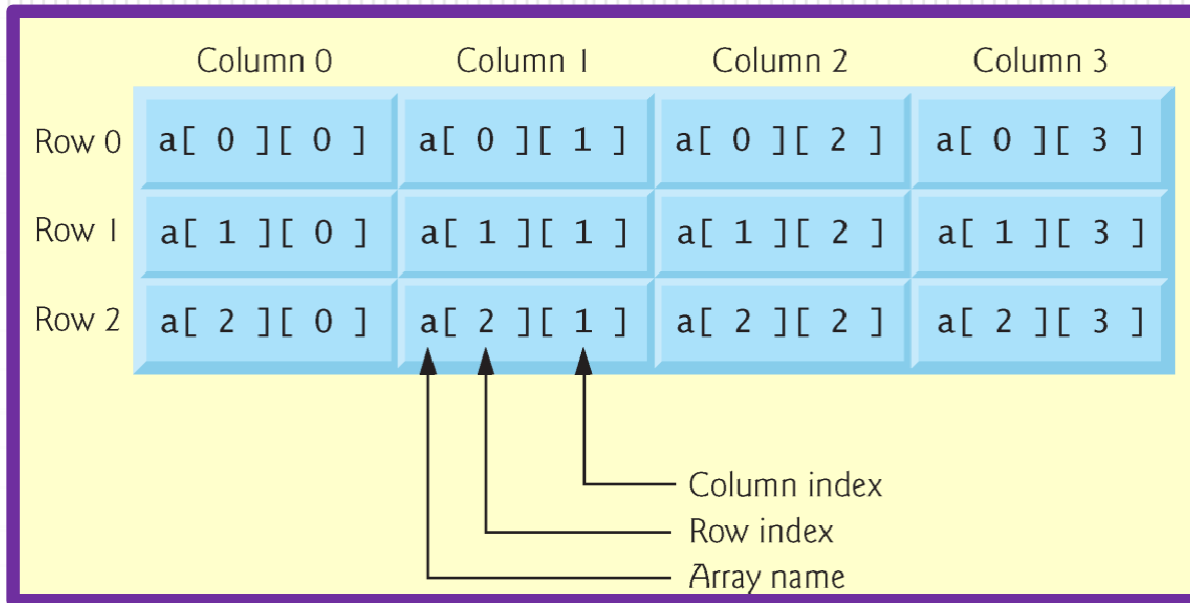 Column 0 Column 1 Column 2 Column 3
Row 0 a[ 0 ][ 0 ] a[ 0 ][ 1 ] a[ 0 ][ 2 ] a[ 0 ][ 3 ]
Row 1 a[ 1 ][ 0 ] a[ 1 ][ 1 ] a[ 1 ][ 2 ] a[ 1 ][ 3 ]
Row 2 a[ 2 ][ 0 ] a[ 2 ][ 1 ] a[ 2 ][ 2 ] a[ 2 ][ 3 ]
Column index
Row index
Array name